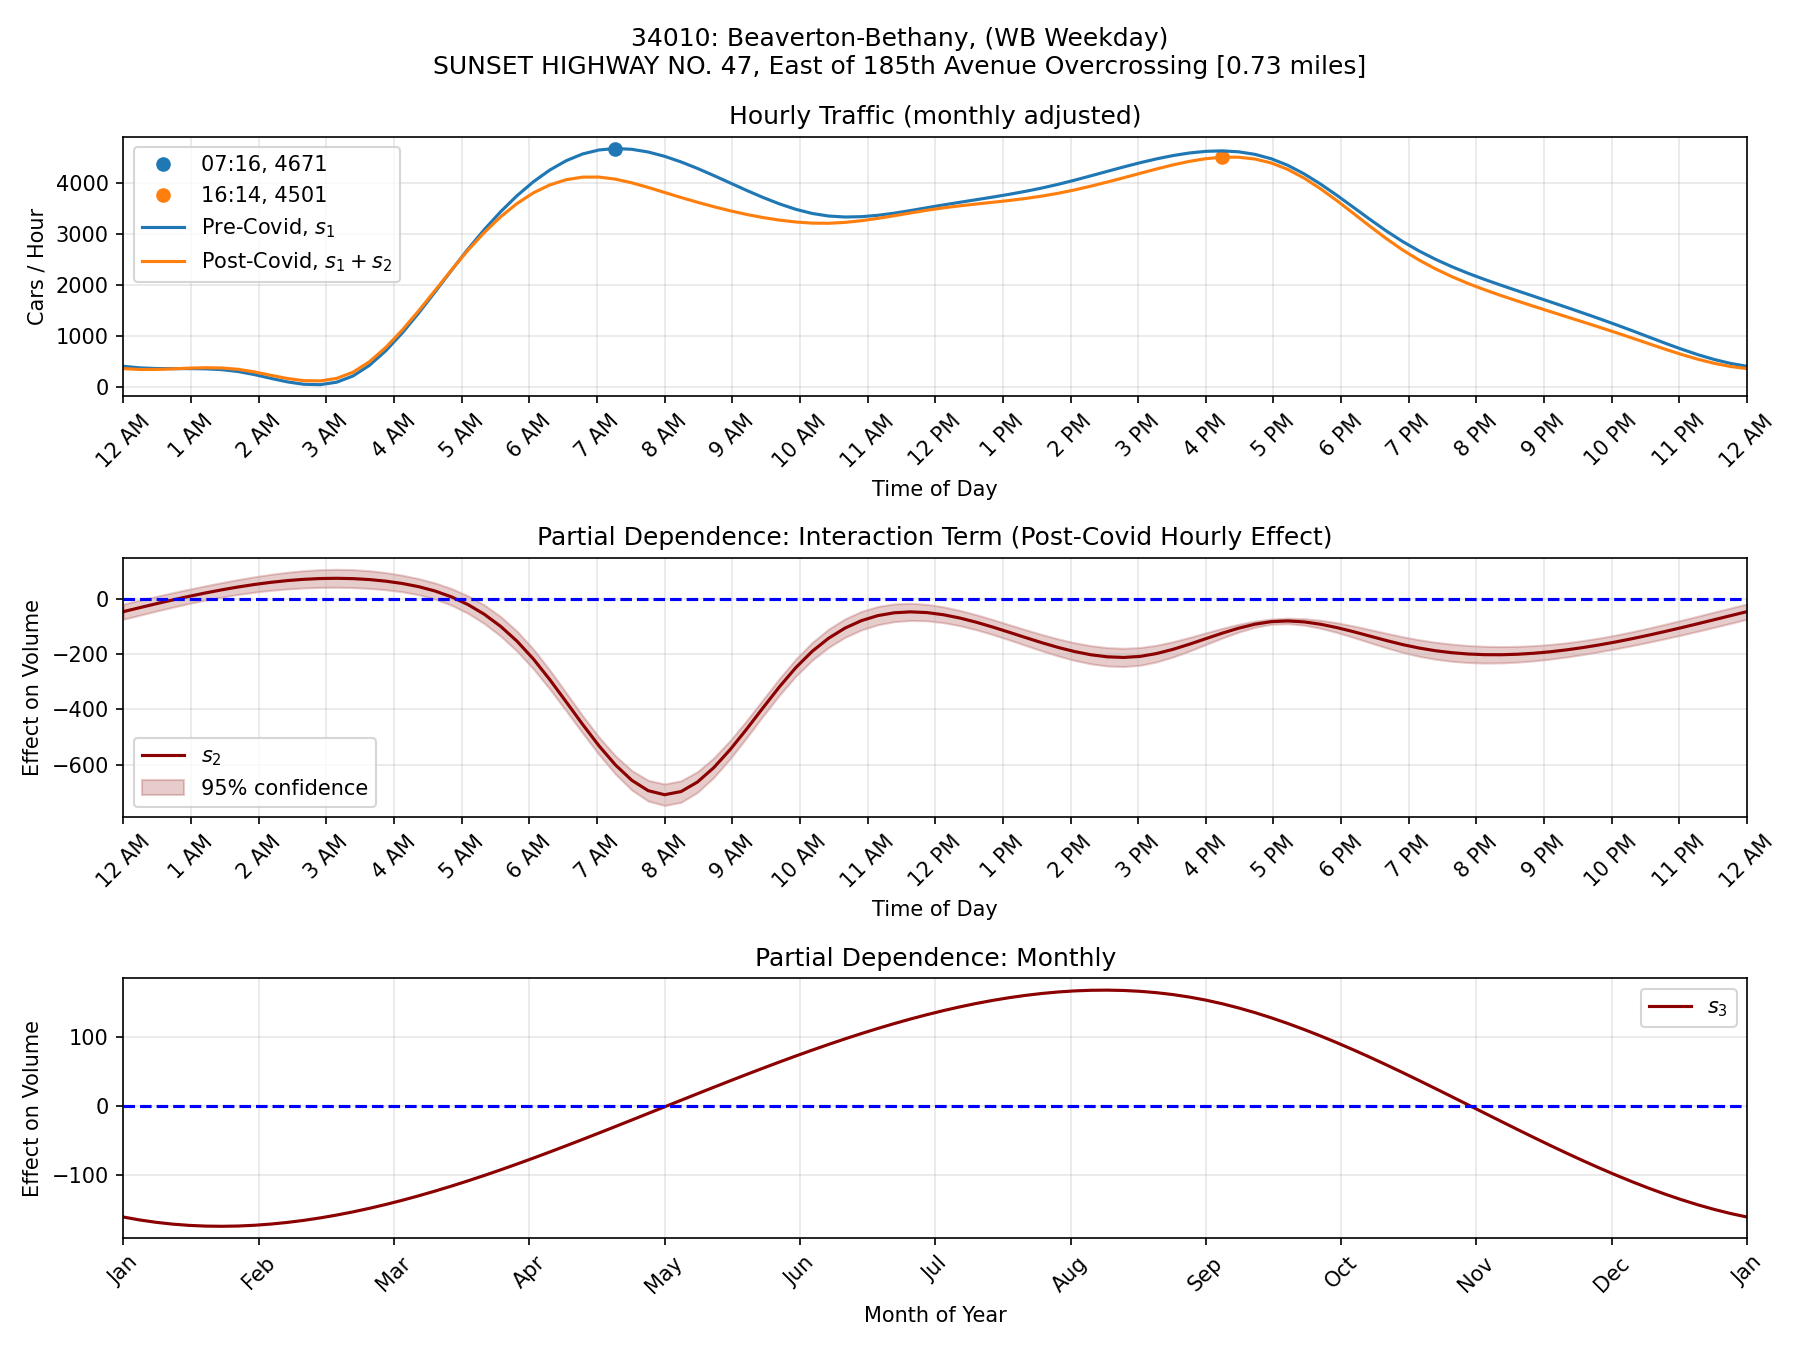 34010: Beaverton-Bethany, (WB Weekday)
SUNSET HIGHWAY NO. 47, East of 185th Avenue Overcrossing [0.73 miles]
Hourly Traffic (monthly adjusted)
07:16, 4671
16:14, 4501
Pre-Covid, s₁
Post-Covid, s₁ + s₂
Cars / Hour
4000
3000
2000
1000
0
12 AM 1 AM 2 AM 3 AM 4 AM 5 AM 6 AM 7 AM 8 AM 9 AM 10 AM 11 AM 12 PM 1 PM 2 PM 3 PM 4 PM 5 PM 6 PM 7 PM 8 PM 9 PM 10 PM 11 PM 12 AM
Time of Day
Partial Dependence: Interaction Term (Post-Covid Hourly Effect)
Effect on Volume
0
−200
−400
−600
s₂
95% confidence
12 AM 1 AM 2 AM 3 AM 4 AM 5 AM 6 AM 7 AM 8 AM 9 AM 10 AM 11 AM 12 PM 1 PM 2 PM 3 PM 4 PM 5 PM 6 PM 7 PM 8 PM 9 PM 10 PM 11 PM 12 AM
Time of Day
Partial Dependence: Monthly
Effect on Volume
100
0
−100
s₃
Jan Feb Mar Apr May Jun Jul Aug Sep Oct Nov Dec Jan
Month of Year